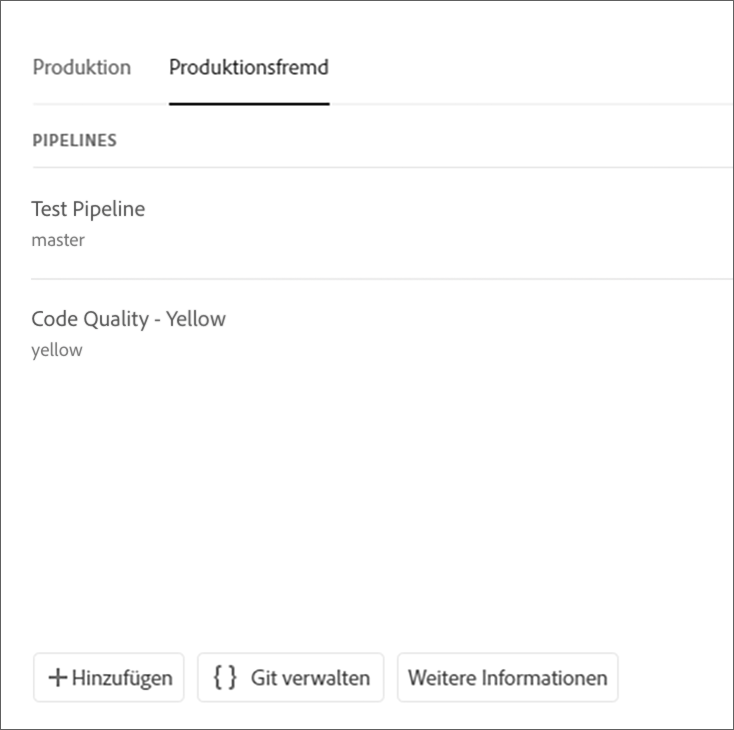 Produktion Produktionsfremd
PIPELINES
Test Pipeline
master
Code Quality - Yellow
yellow
+Hinzufügen {} Git verwalten Weitere Informationen